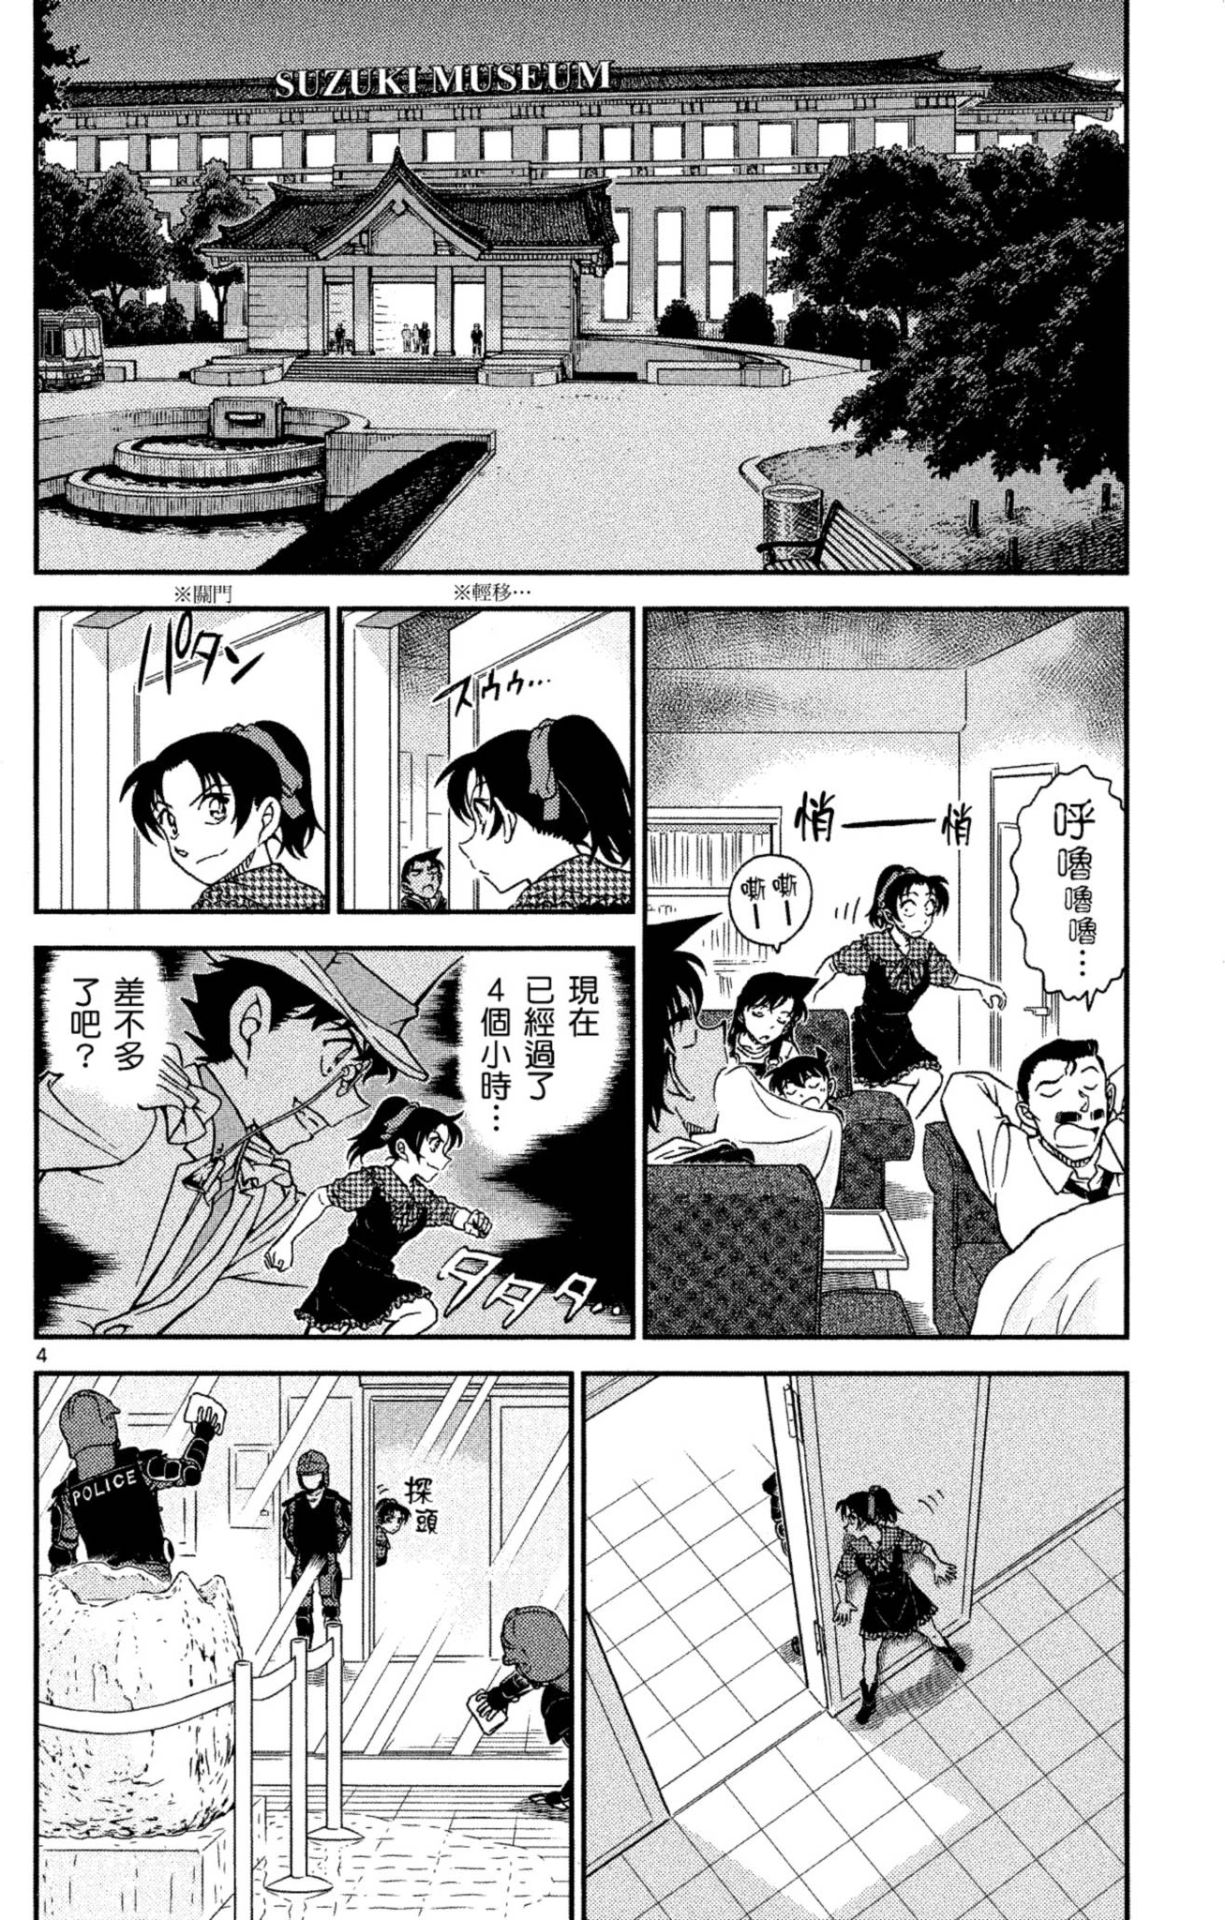 SUZUKI MUSEUM
呼嚕嚕嚕…
悄——悄
嘶嘶——
※輕移…
スゥゥ…
※關門
パタン
現在
已經過了
4個小時…
差不多
了吧？
タタタ…
4
探頭
POLICE